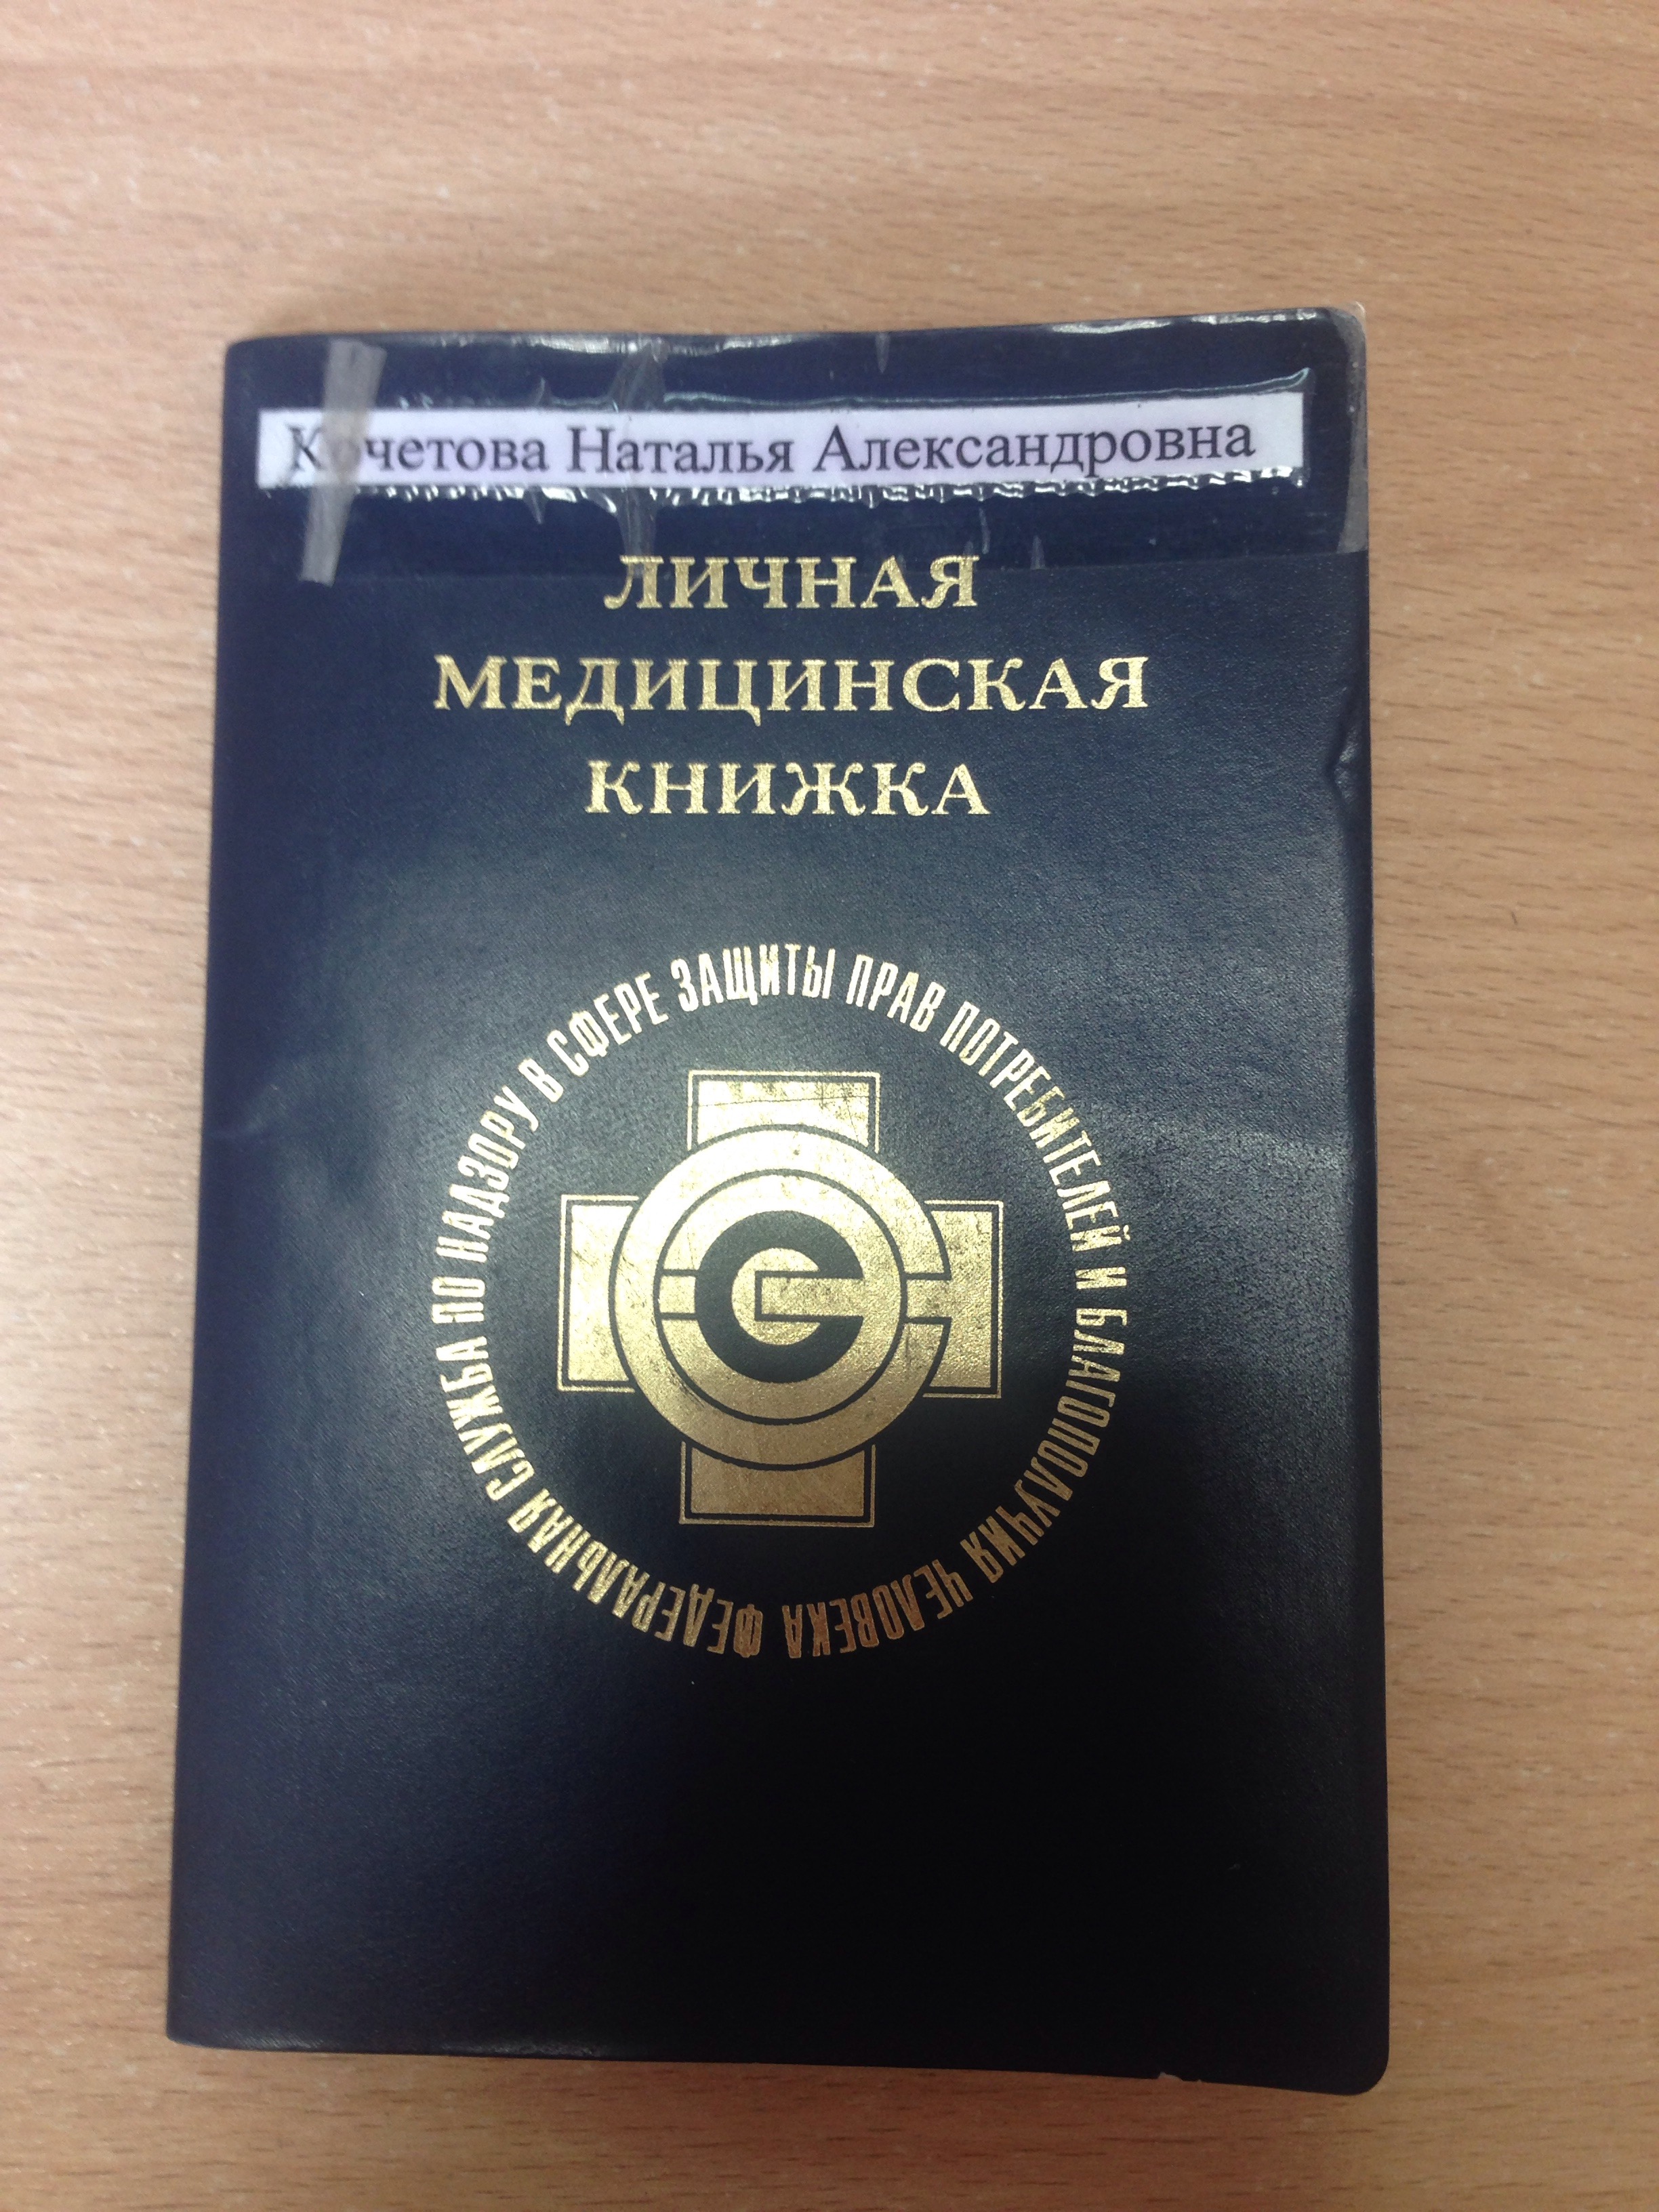 Кочетова Наталья Александровна
ЛИЧНАЯ
МЕДИЦИНСКАЯ
КНИЖКА
ФЕДЕРАЛЬНАЯ СЛУЖБА ПО НАДЗОРУ В СФЕРЕ ЗАЩИТЫ ПРАВ ПОТРЕБИТЕЛЕЙ И БЛАГОПОЛУЧИЯ ЧЕЛОВЕКА